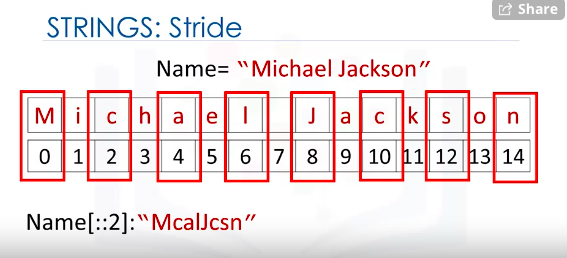 Share
STRINGS: Stride
Name= “Michael Jackson”
M i c h a e l J a c k s o n
0 1 2 3 4 5 6 7 8 9 10 11 12 13 14
Name[::2]:“McalJcsn”